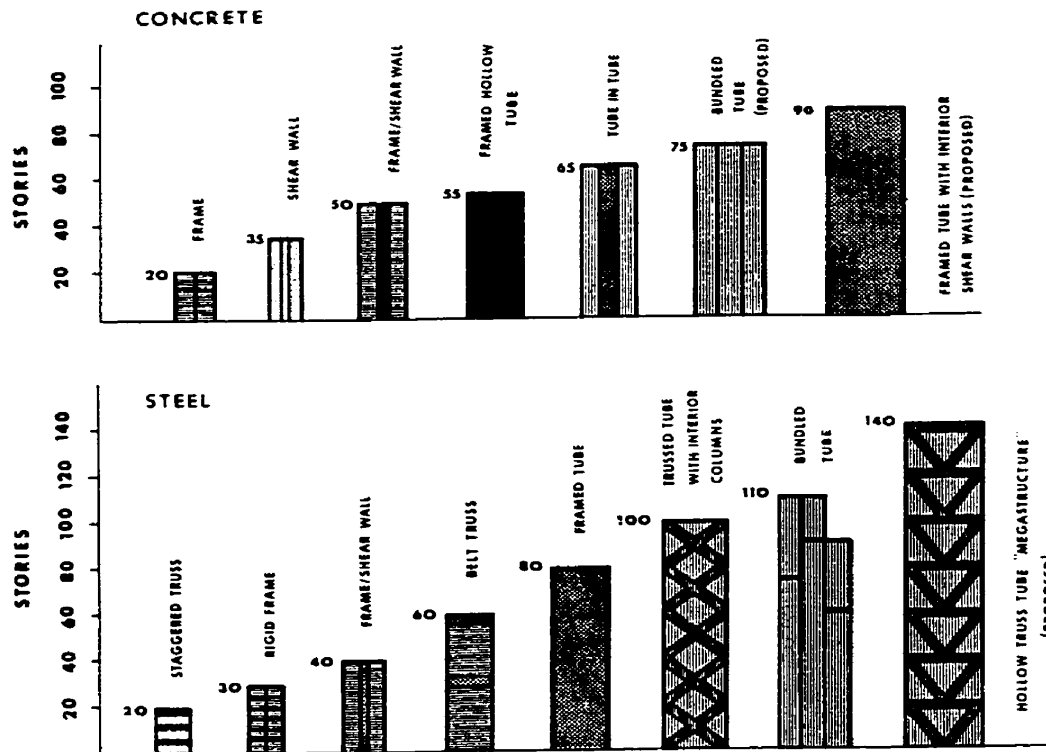 CONCRETE
STORIES
100
80
60
40
20
20
FRAME
35
SHEAR WALL
50
FRAME/SHEAR WALL
55
FRAMED HOLLOW
TUBE
65
TUBE IN TUBE
75
BUNDLED
TUBE
(PROPOSED)
90
FRAMED TUBE WITH INTERIOR
SHEAR WALLS (PROPOSED)
STEEL
STORIES
140
120
100
80
60
40
20
20
STAGGERED TRUSS
30
RIGID FRAME
40
FRAME/SHEAR WALL
60
BELT TRUSS
80
FRAMED TUBE
100
TRUSSED TUBE
WITH INTERIOR
COLUMNS
110
BUNDLED
TUBE
140
HOLLOW TRUSS TUBE "MEGASTRUCTURE"